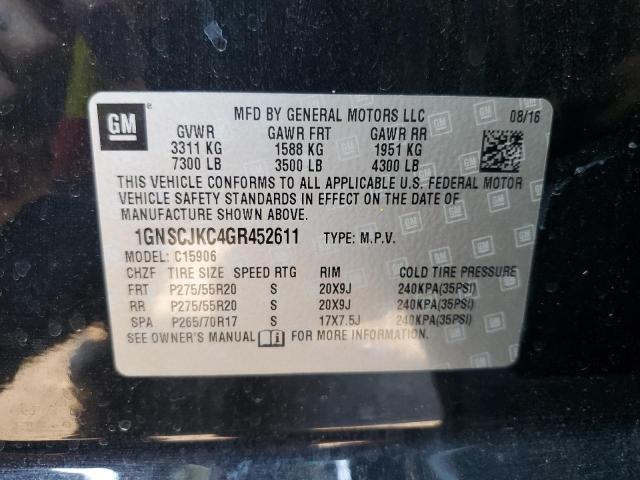 GM
MFD BY GENERAL MOTORS LLC 08/16
GVWR GAWR FRT GAWR RR
3311 KG 1588 KG 1951 KG
7300 LB 3500 LB 4300 LB
THIS VEHICLE CONFORMS TO ALL APPLICABLE U.S. FEDERAL MOTOR
VEHICLE SAFETY STANDARDS IN EFFECT ON THE DATE OF
MANUFACTURE SHOWN ABOVE.
1GNSCJKC4GR452611 TYPE: M.P.V.
MODEL: C15906
CHZF TIRE SIZE SPEED RTG RIM COLD TIRE PRESSURE
FRT P275/55R20 S 20X9J 240KPA(35PSI)
RR P275/55R20 S 20X9J 240KPA(35PSI)
SPA P265/70R17 S 17X7.5J 240KPA(35PSI)
SEE OWNER'S MANUAL FOR MORE INFORMATION.